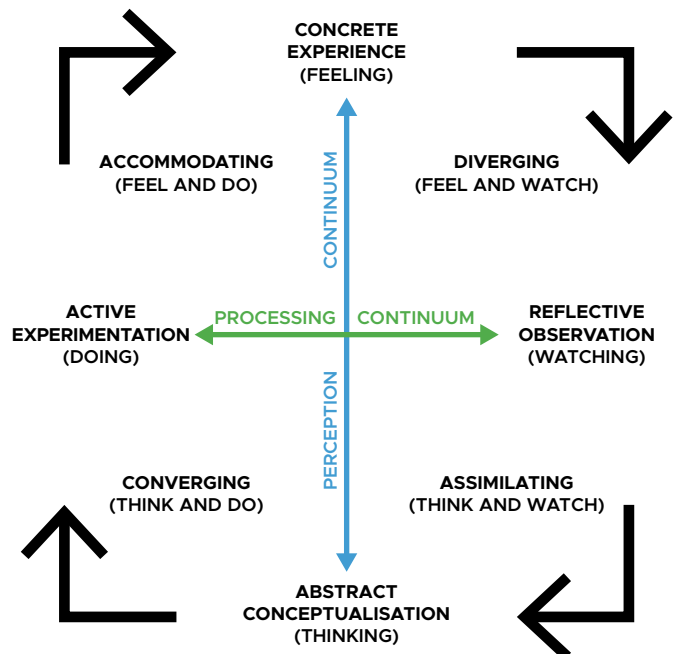 CONCRETE
EXPERIENCE
(FEELING)
ACCOMMODATING
(FEEL AND DO)
DIVERGING
(FEEL AND WATCH)
CONTINUUM
ACTIVE
EXPERIMENTATION
(DOING)
PROCESSING CONTINUUM
REFLECTIVE
OBSERVATION
(WATCHING)
PERCEPTION
CONVERGING
(THINK AND DO)
ASSIMILATING
(THINK AND WATCH)
ABSTRACT
CONCEPTUALISATION
(THINKING)